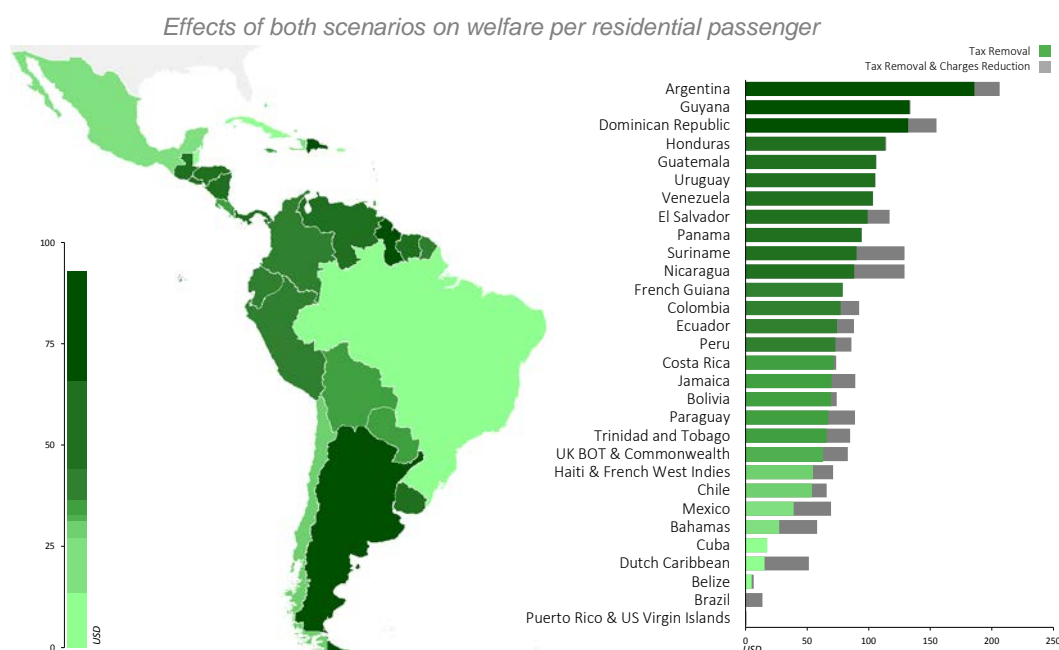 Effects of both scenarios on welfare per residential passenger
Tax Removal
Tax Removal & Charges Reduction
100
75
50
25
0
USD
Argentina
Guyana
Dominican Republic
Honduras
Guatemala
Uruguay
Venezuela
El Salvador
Panama
Suriname
Nicaragua
French Guiana
Colombia
Ecuador
Peru
Costa Rica
Jamaica
Bolivia
Paraguay
Trinidad and Tobago
UK BOT & Commonwealth
Haiti & French West Indies
Chile
Mexico
Bahamas
Cuba
Dutch Caribbean
Belize
Brazil
Puerto Rico & US Virgin Islands
0 50 100 150 200 250
USD